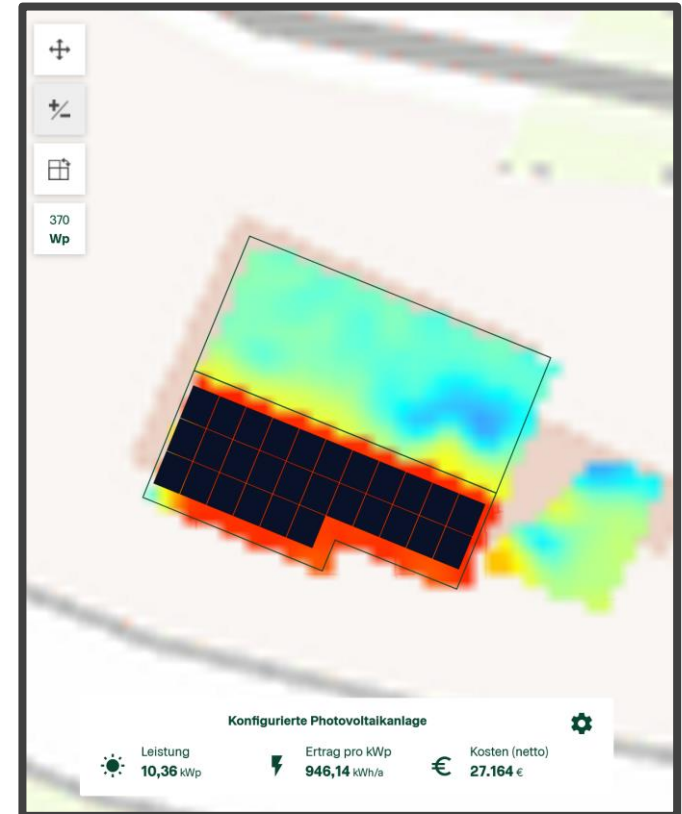 370
Wp
Konfigurierte Photovoltaikanlage
Leistung
10,36 kWp
Ertrag pro kWp
946,14 kWh/a
€
Kosten (netto)
27.164 €